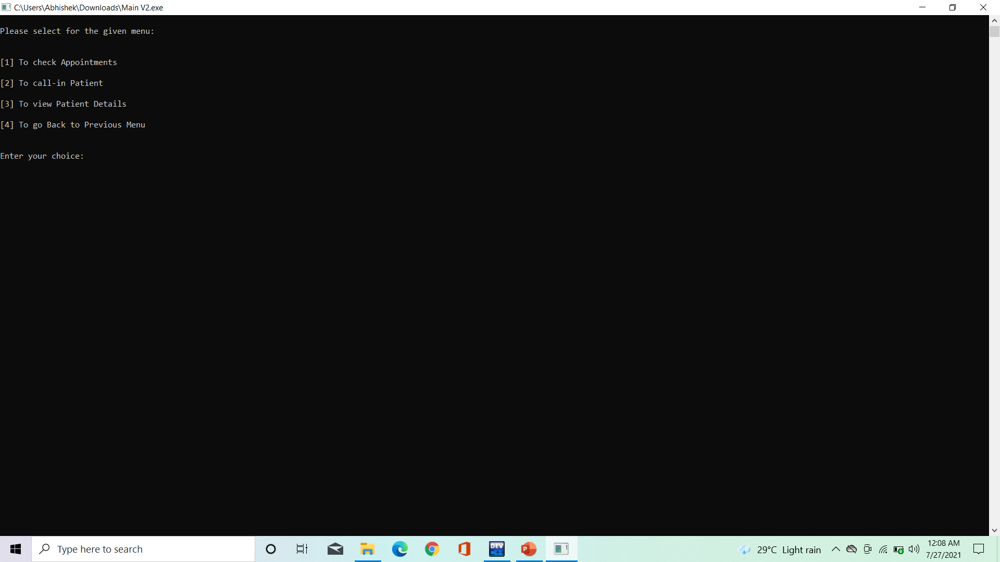 C:\Users\Abhishek\Downloads\Main V2.exe
Please select for the given menu:
[1] To check Appointments
[2] To call-in Patient
[3] To view Patient Details
[4] To go Back to Previous Menu
Enter your choice:
Type here to search
DEV
C++
P
29°C Light rain
12:08 AM
7/27/2021